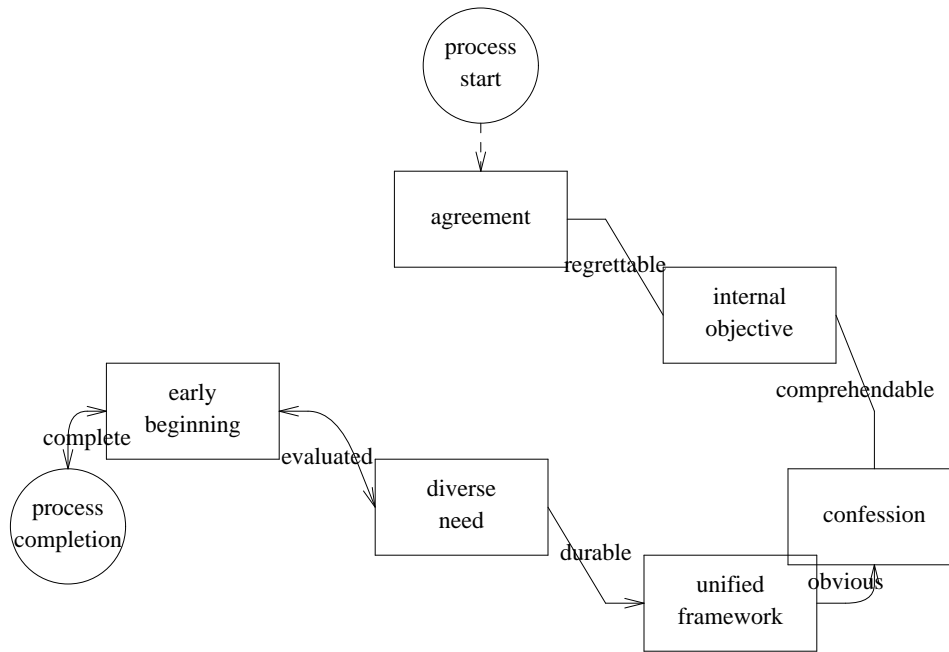 process
start
agreement
regrettable
internal
objective
early
beginning
comprehendable
complete
evaluated
diverse
need
process
completion
confession
durable
unified
framework
obvious